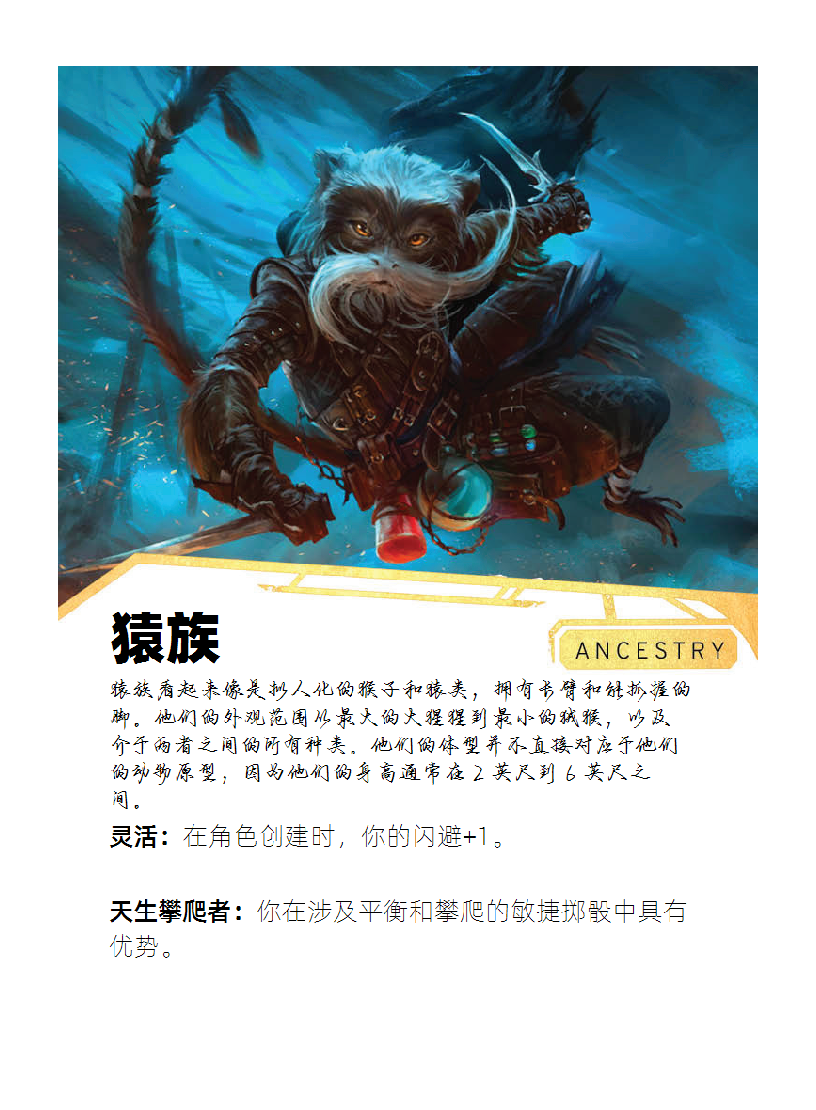 猿族
ANCESTRY
猿族看起来像是拟人化的猴子和猿类，拥有长臂和能抓握的
脚。他们的外观范围从最大的大猩猩到最小的绒猴，以及
介于两者之间的所有种类。他们的体型并不直接对应于他们
的动物原型，因为他们的身高通常在 2 英尺到 6 英尺之
间。
灵活：在角色创建时，你的闪避+1。
天生攀爬者：你在涉及平衡和攀爬的敏捷掷骰中具有
优势。